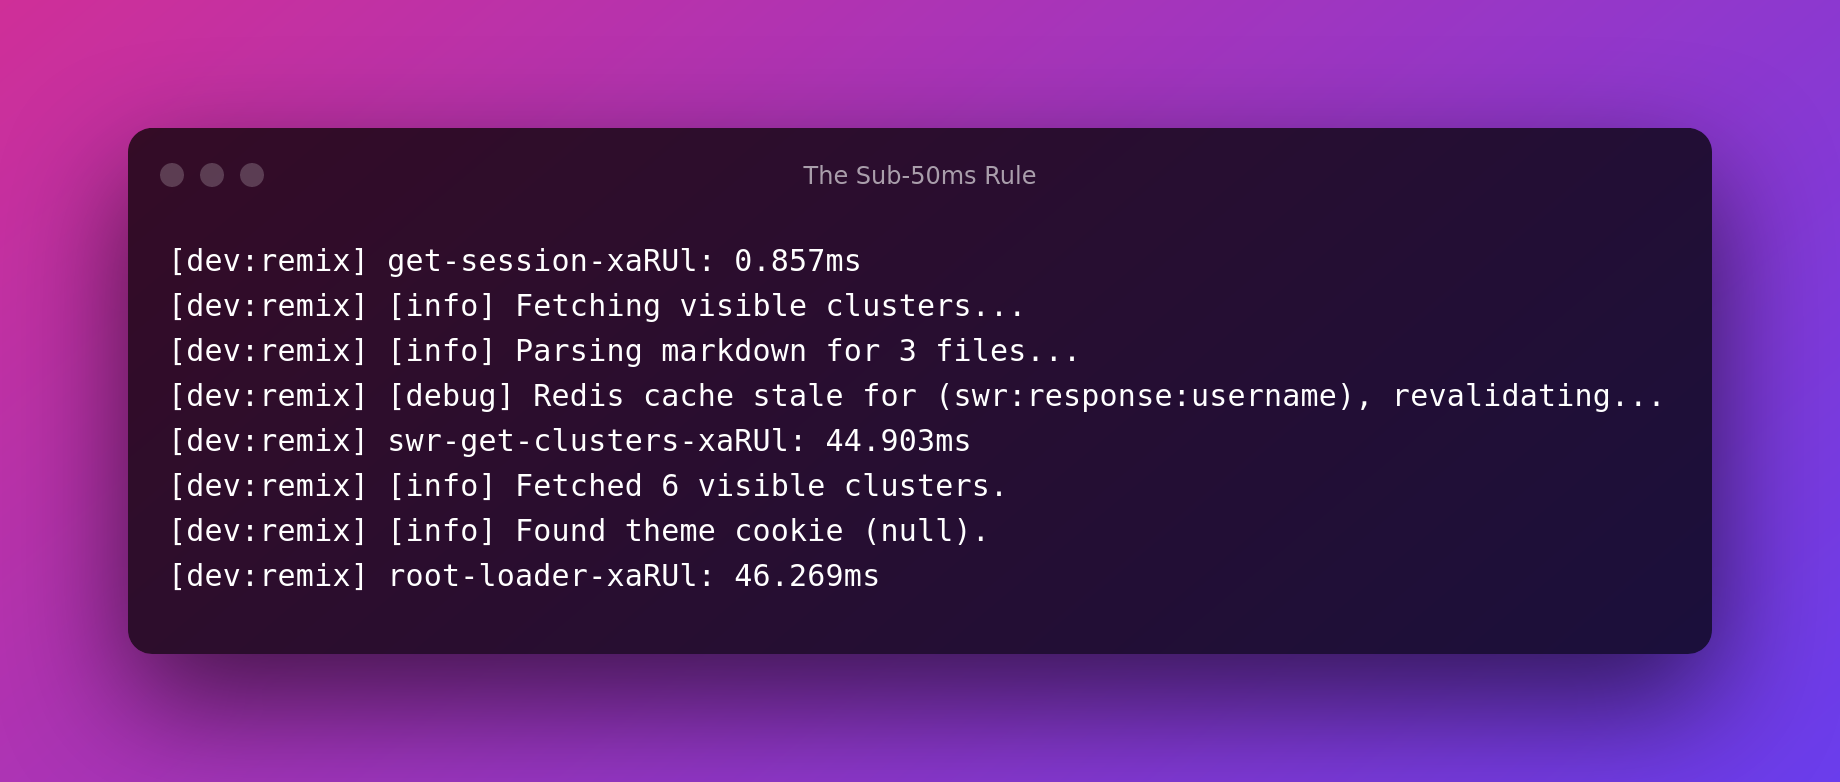 The Sub-50ms Rule
[dev:remix] get-session-xaRUl: 0.857ms
[dev:remix] [info] Fetching visible clusters...
[dev:remix] [info] Parsing markdown for 3 files...
[dev:remix] [debug] Redis cache stale for (swr:response:username), revalidating...
[dev:remix] swr-get-clusters-xaRUl: 44.903ms
[dev:remix] [info] Fetched 6 visible clusters.
[dev:remix] [info] Found theme cookie (null).
[dev:remix] root-loader-xaRUl: 46.269ms